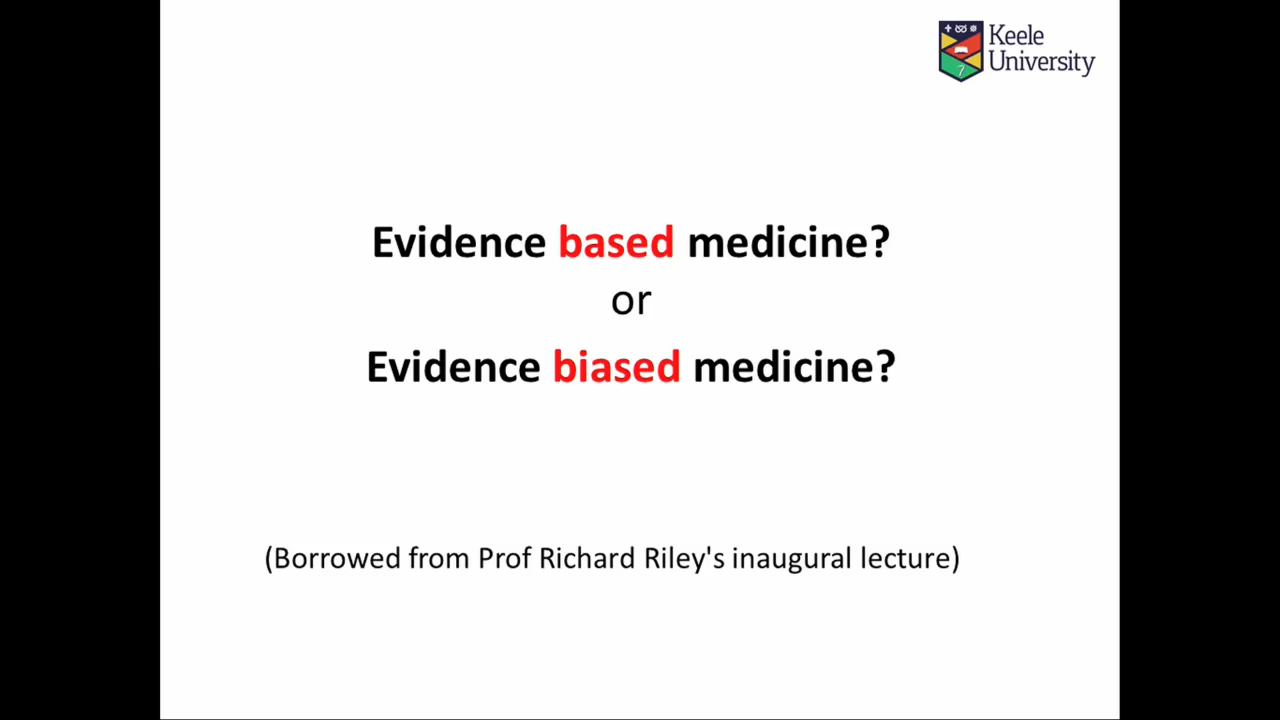 Keele
University
Evidence based medicine?
or
Evidence biased medicine?
(Borrowed from Prof Richard Riley's inaugural lecture)